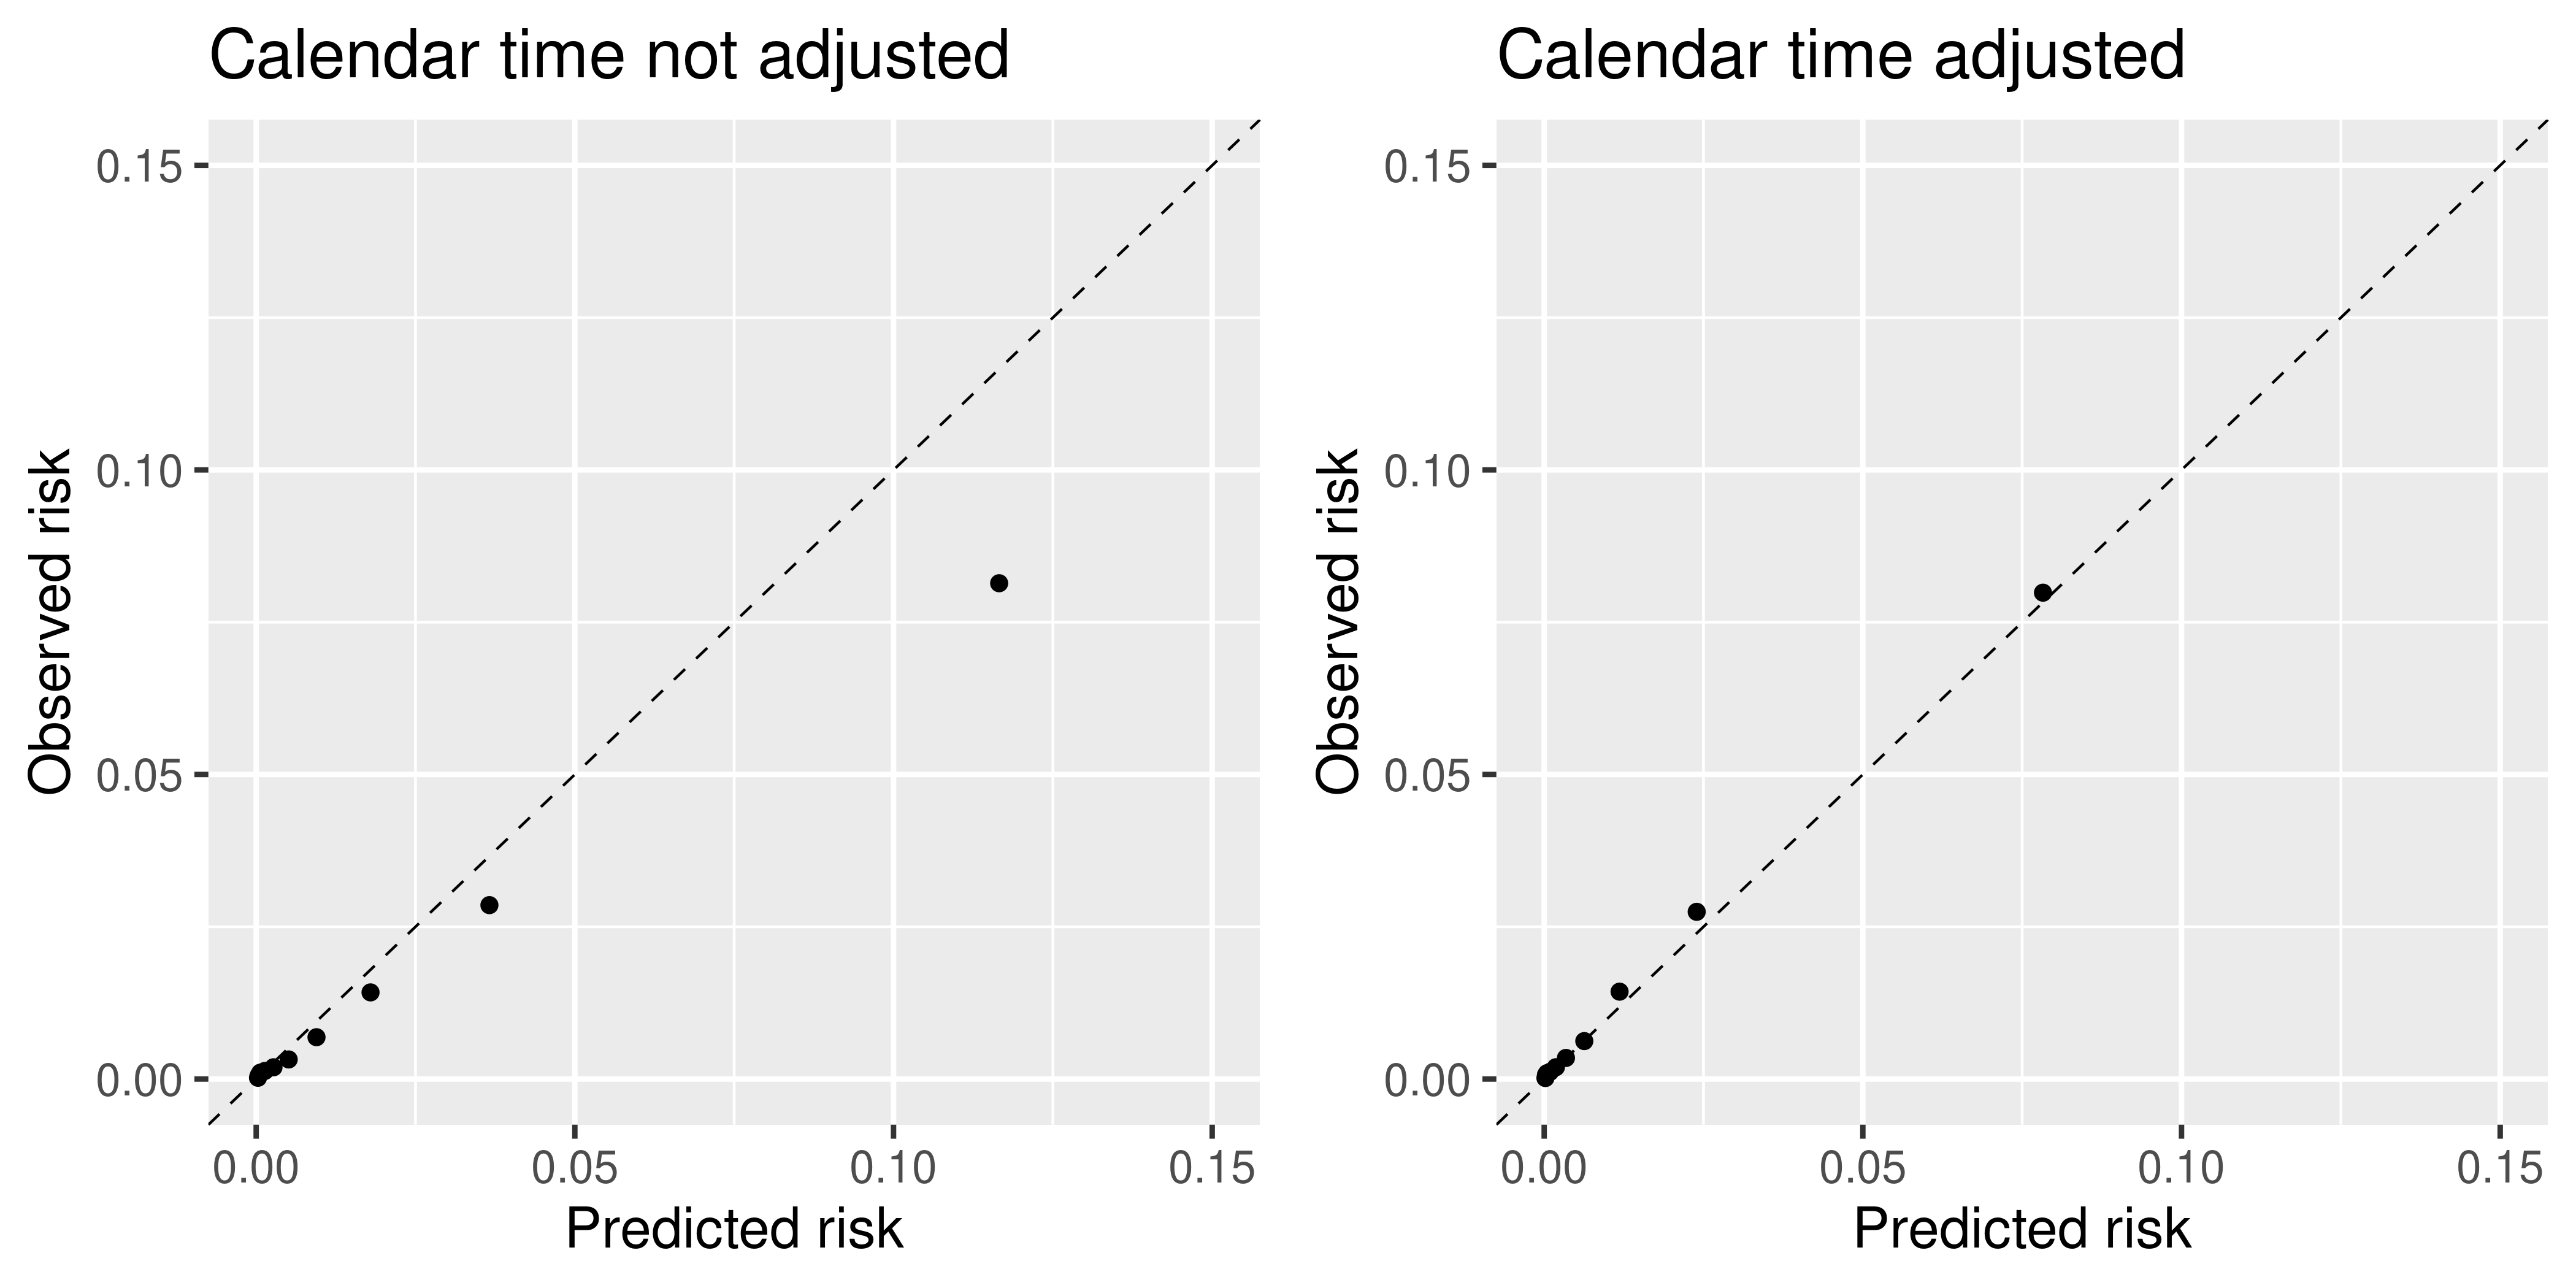 Calendar time not adjusted
Observed risk
0.15
0.10
0.05
0.00
0.00 0.05 0.10 0.15
Predicted risk
Calendar time adjusted
Observed risk
0.15
0.10
0.05
0.00
0.00 0.05 0.10 0.15
Predicted risk